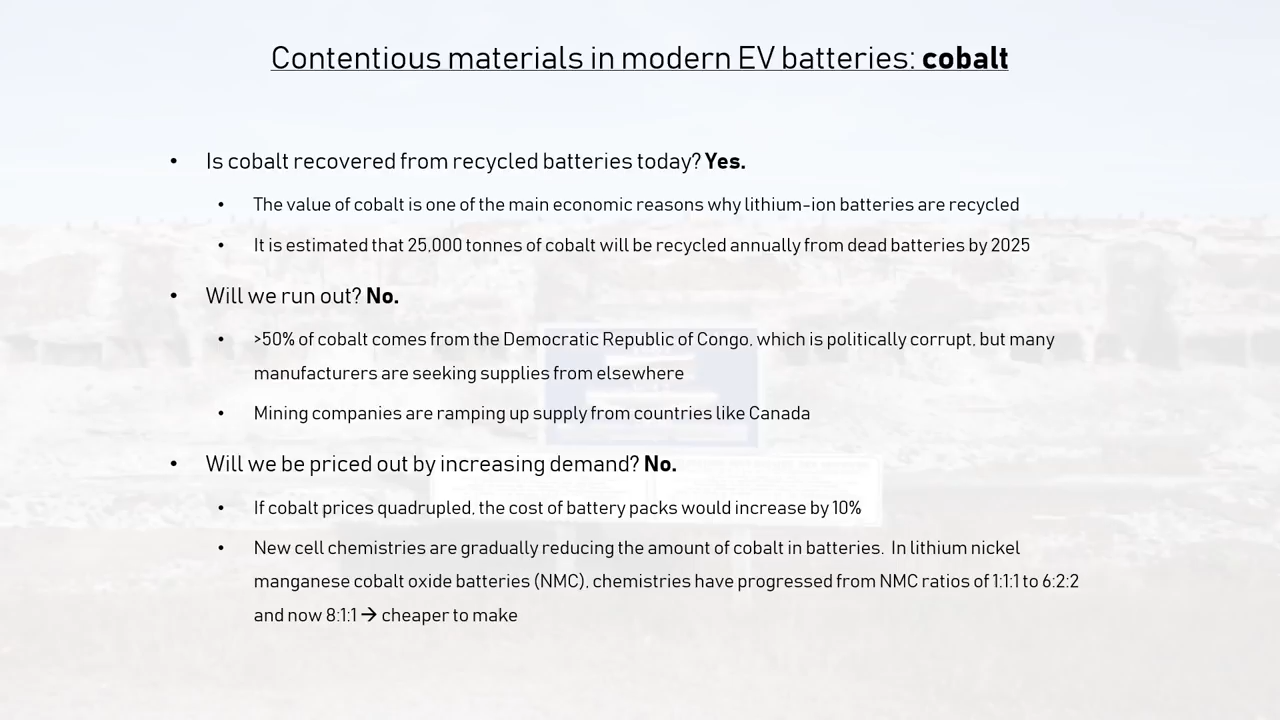 Contentious materials in modern EV batteries: cobalt
• Is cobalt recovered from recycled batteries today? Yes.
• The value of cobalt is one of the main economic reasons why lithium-ion batteries are recycled
• It is estimated that 25,000 tonnes of cobalt will be recycled annually from dead batteries by 2025
• Will we run out? No.
• >50% of cobalt comes from the Democratic Republic of Congo, which is politically corrupt, but many
manufacturers are seeking supplies from elsewhere
• Mining companies are ramping up supply from countries like Canada
• Will we be priced out by increasing demand? No.
• If cobalt prices quadrupled, the cost of battery packs would increase by 10%
• New cell chemistries are gradually reducing the amount of cobalt in batteries.  In lithium nickel
manganese cobalt oxide batteries (NMC), chemistries have progressed from NMC ratios of 1:1:1 to 6:2:2
and now 8:1:1 → cheaper to make